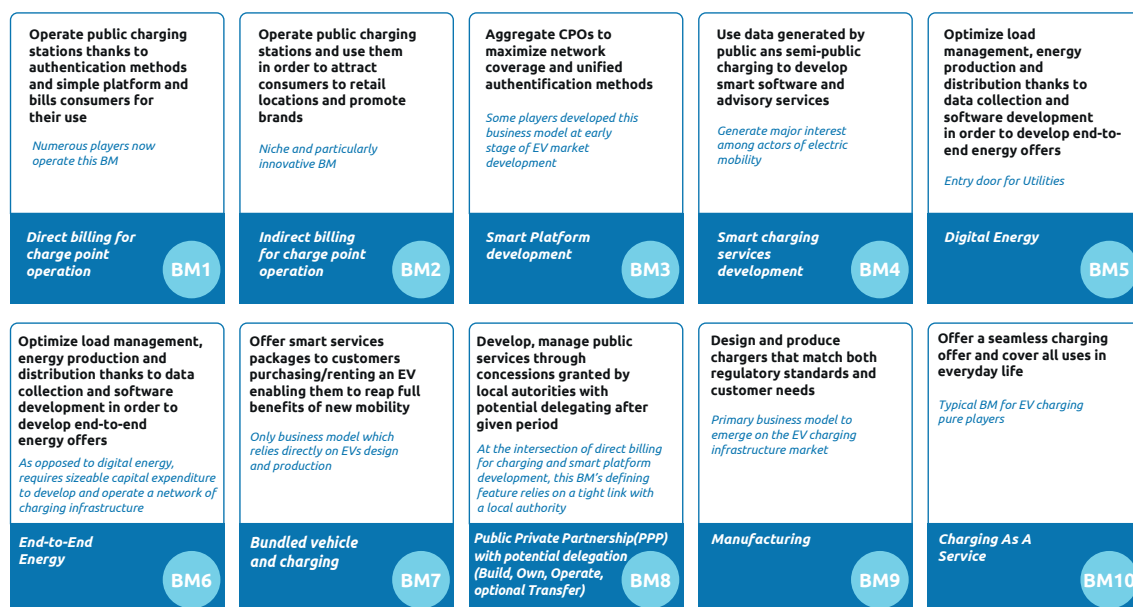 Operate public charging
stations thanks to
authentication methods
and simple platform and
bills consumers for
their use
Numerous players now
operate this BM
Direct billing for
charge point
operation
BM1
Operate public charging
stations and use them
in order to attract
consumers to retail
locations and promote
brands
Niche and particularly
innovative BM
Indirect billing
for charge point
operation
BM2
Aggregate CPOs to
maximize network
coverage and unified
authentification methods
Some players developed this
business model at early
stage of EV market
development
Smart Platform
development
BM3
Use data generated by
public ans semi-public
charging to develop
smart software and
advisory services
Generate major interest
among actors of electric
mobility
Smart charging
services
development
BM4
Optimize load
management, energy
production and
distribution thanks to
data collection and
software development
in order to develop end-to-
end energy offers
Entry door for Utilities
Digital Energy
BM5
Optimize load management,
energy production and
distribution thanks to data
collection and software
development in order to
develop end-to-end
energy offers
As opposed to digital energy,
requires sizeable capital expenditure
to develop and operate a network of
charging infrastructure
End-to-End
Energy
BM6
Offer smart services
packages to customers
purchasing/renting an EV
enabling them to reap full
benefits of new mobility
Only business model which
relies directly on EVs design
and production
Bundled vehicle
and charging
BM7
Develop, manage public
services through
concessions granted by
local autorities with
potential delegating after
given period
At the intersection of direct billing
for charging and smart platform
development, this BM's defining
feature relies on a tight link with
a local authority
Public Private Partnership(PPP)
with potential delegation
(Build, Own, Operate,
optional Transfer)
BM8
Design and produce
chargers that match both
regulatory standards and
customer needs
Primary business model to
emerge on the EV charging
infrastructure market
Manufacturing
BM9
Offer a seamless charging
offer and cover all uses in
everyday life
Typical BM for EV charging
pure players
Charging As A
Service
BM10